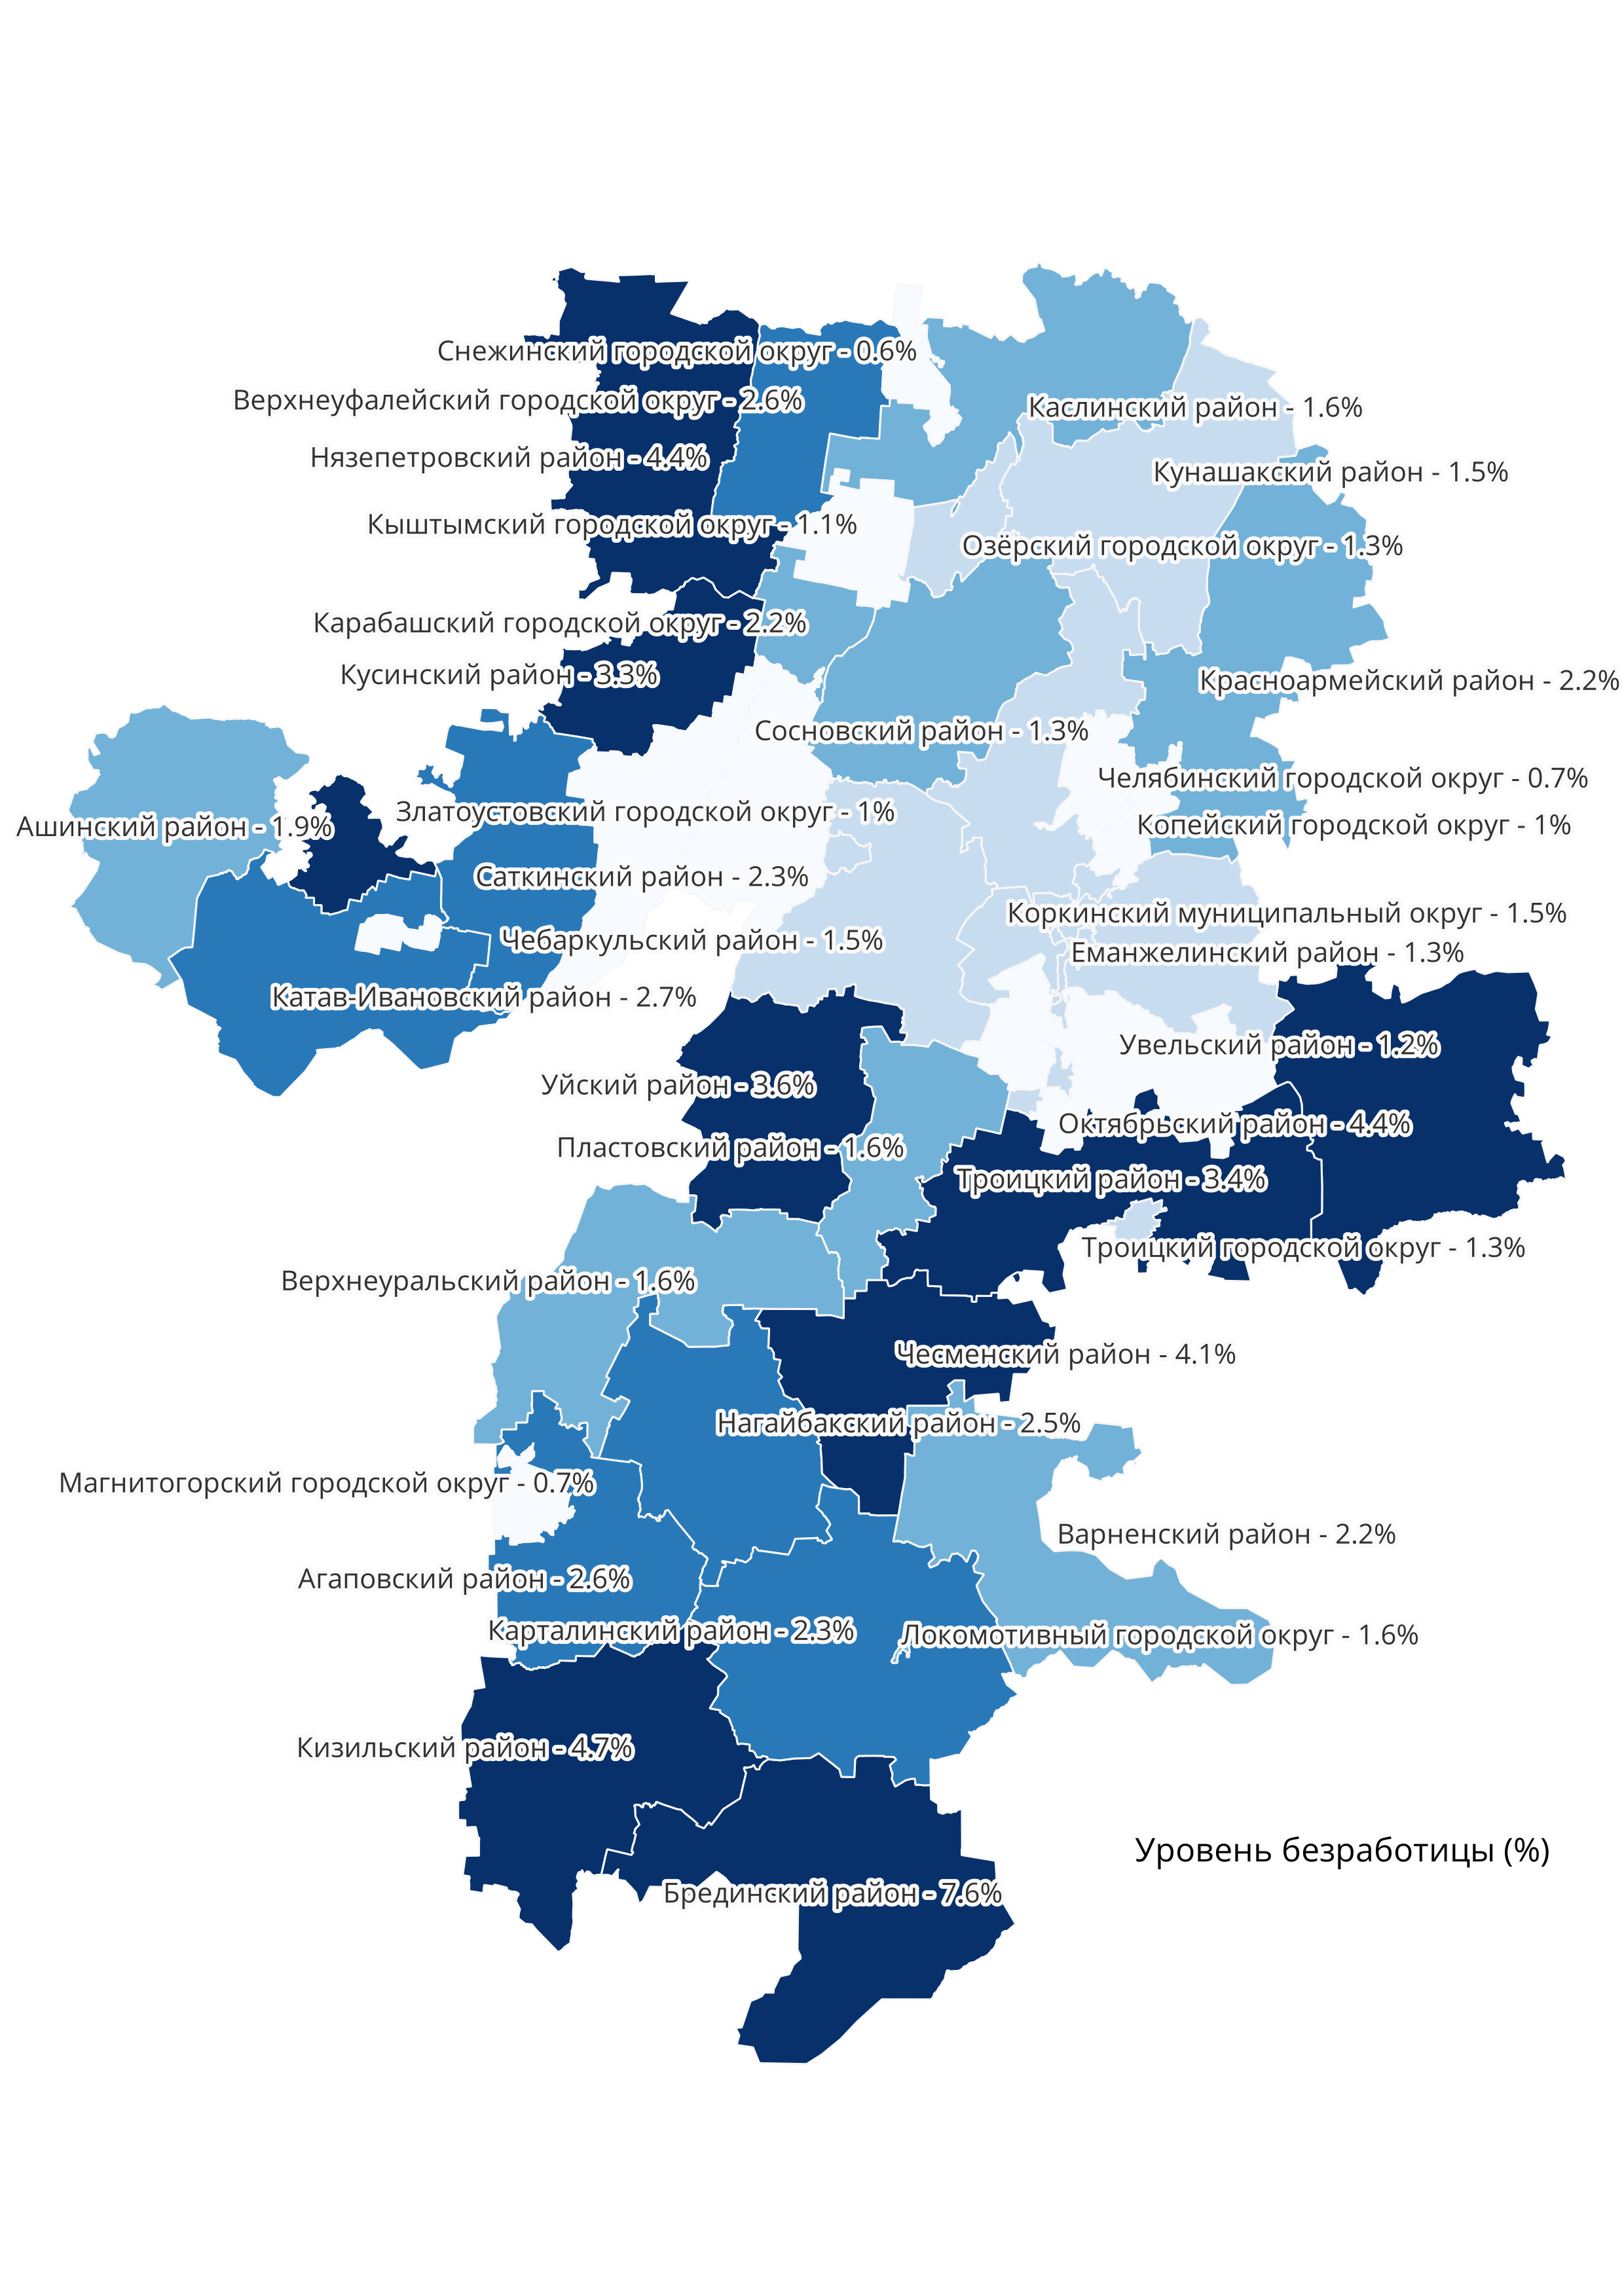 Снежинский городской округ - 0.6%
Верхнеуфалейский городской округ - 2.6%
Каслинский район - 1.6%
Нязепетровский район - 4.4%
Кунашакский район - 1.5%
Кыштымский городской округ - 1.1%
Озёрский городской округ - 1.3%
Карабашский городской округ - 2.2%
Кусинский район - 3.3%
Красноармейский район - 2.2%
Сосновский район - 1.3%
Челябинский городской округ - 0.7%
Златоустовский городской округ - 1%
Ашинский район - 1.9%
Копейский городской округ - 1%
Саткинский район - 2.3%
Коркинский муниципальный округ - 1.5%
Чебаркульский район - 1.5%
Еманжелинский район - 1.3%
Катав-Ивановский район - 2.7%
Увельский район - 1.2%
Уйский район - 3.6%
Октябрьский район - 4.4%
Пластовский район - 1.6%
Троицкий район - 3.4%
Троицкий городской округ - 1.3%
Верхнеуральский район - 1.6%
Чесменский район - 4.1%
Нагайбакский район - 2.5%
Магнитогорский городской округ - 0.7%
Варненский район - 2.2%
Агаповский район - 2.6%
Карталинский район - 2.3%
Локомотивный городской округ - 1.6%
Кизильский район - 4.7%
Уровень безработицы (%)
Брединский район - 7.6%